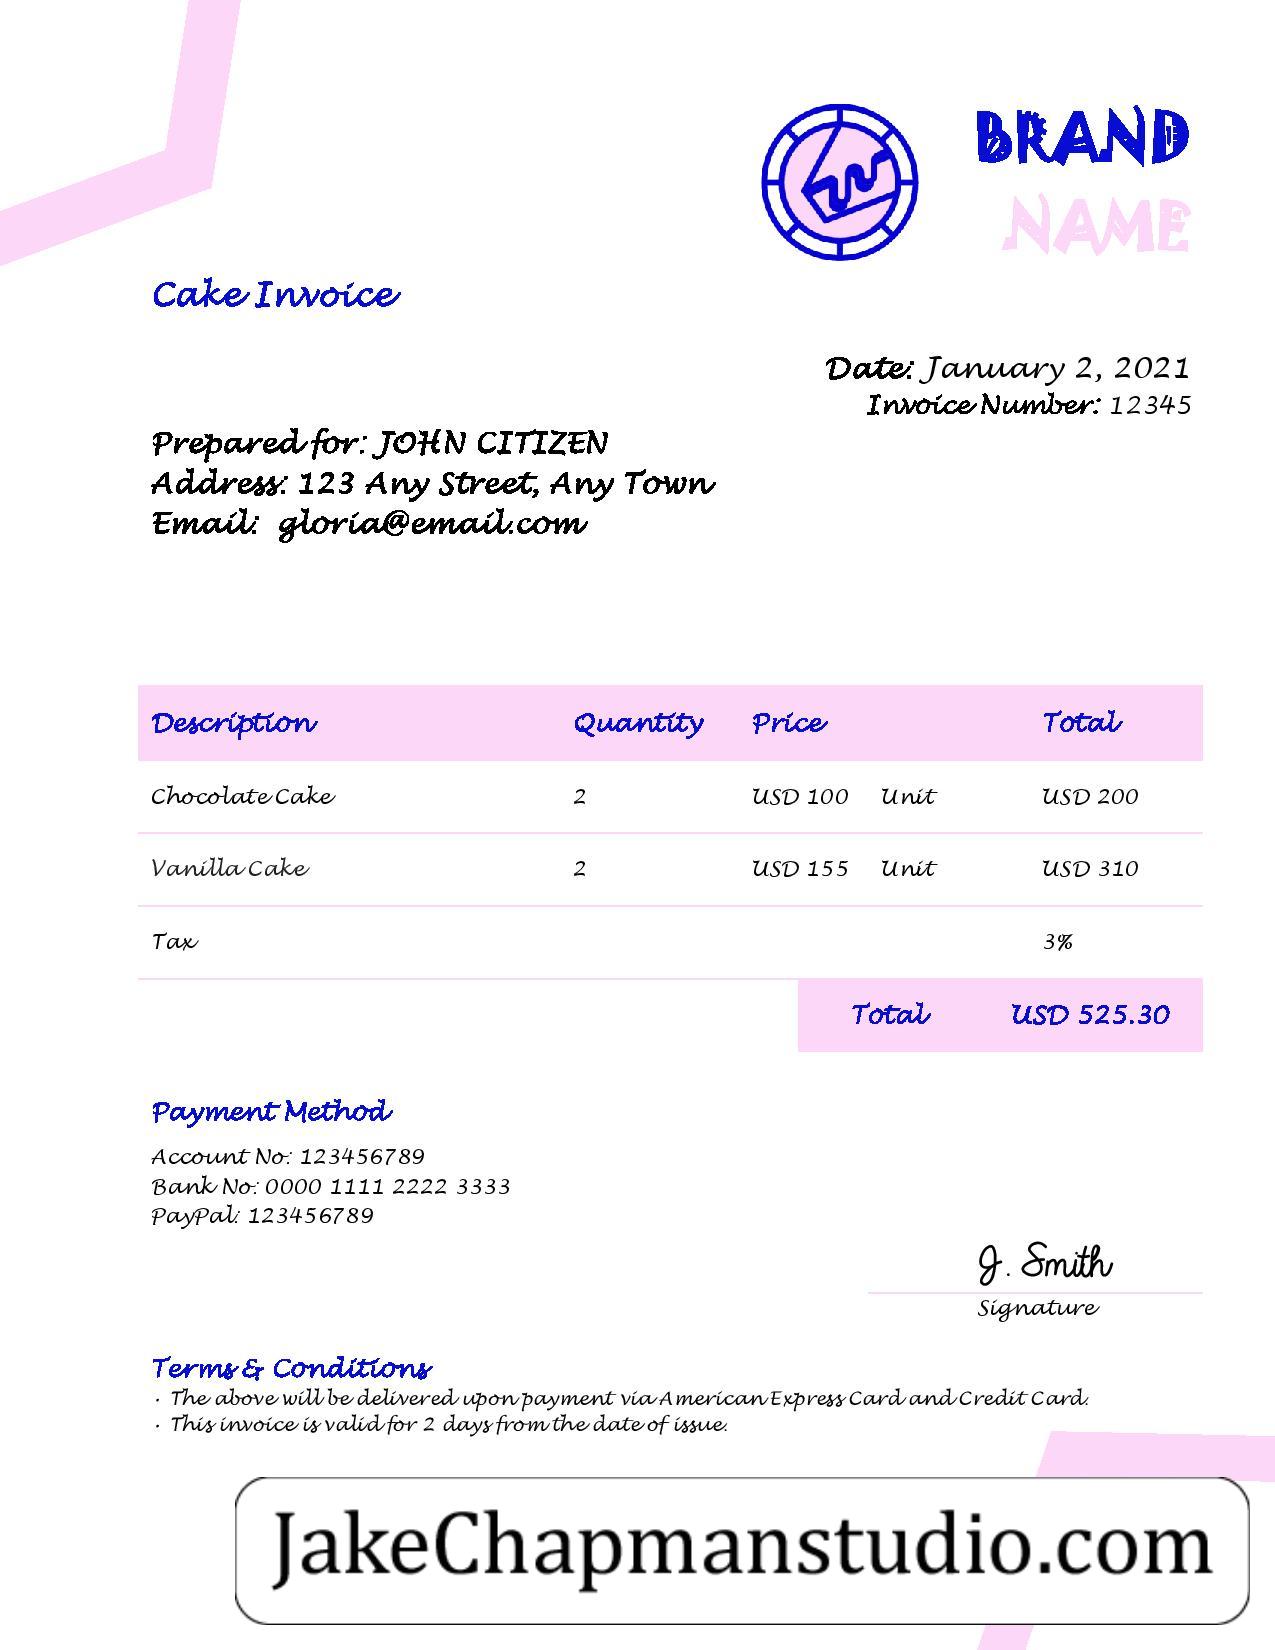 BRAND
NAME
Cake Invoice
Date: January 2, 2021
Invoice Number: 12345
Prepared for: JOHN CITIZEN
Address: 123 Any Street, Any Town
Email: gloria@email.com
Description Quantity Price Total
Chocolate Cake 2 USD 100 Unit USD 200
Vanilla Cake 2 USD 155 Unit USD 310
Tax 3%
Total USD 525.30
Payment Method
Account No: 123456789
Bank No: 0000 1111 2222 3333
PayPal: 123456789
J. Smith
Signature
Terms & Conditions
· The above will be delivered upon payment via American Express Card and Credit Card.
· This invoice is valid for 2 days from the date of issue.
JakeChapmanstudio.com